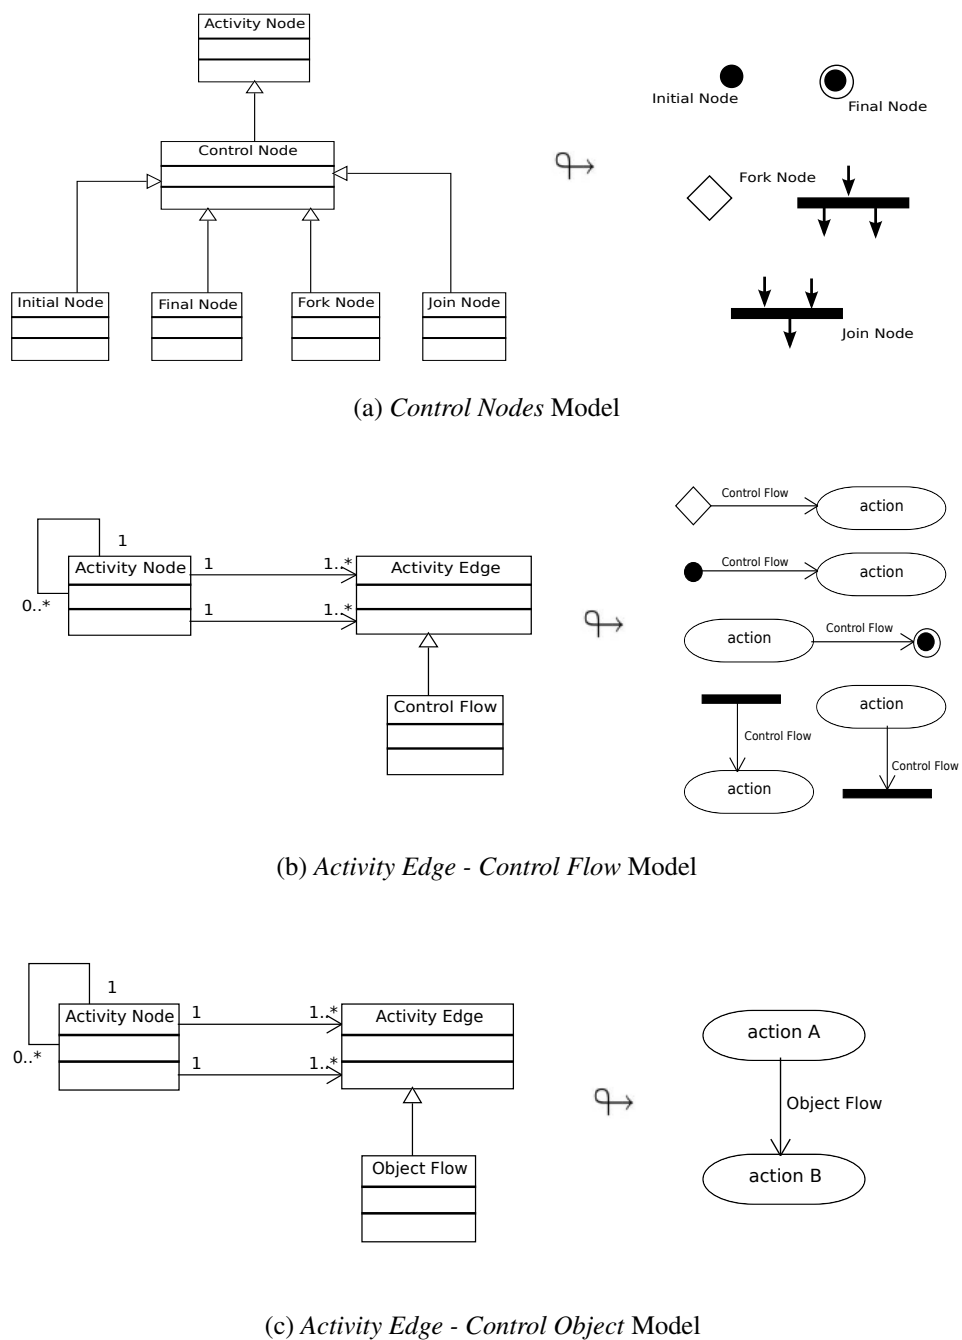 Activity Node
Control Node
Initial Node
Final Node
Fork Node
Join Node
Initial Node
Final Node
Fork Node
Join Node
(a) Control Nodes Model
1
0..*
Activity Node
1
1..*
1
1..*
Activity Edge
Control Flow
Control Flow
action
Control Flow
action
action
Control Flow
Control Flow
action
action
Control Flow
(b) Activity Edge - Control Flow Model
1
0..*
Activity Node
1
1..*
1
1..*
Activity Edge
Object Flow
action A
Object Flow
action B
(c) Activity Edge - Control Object Model